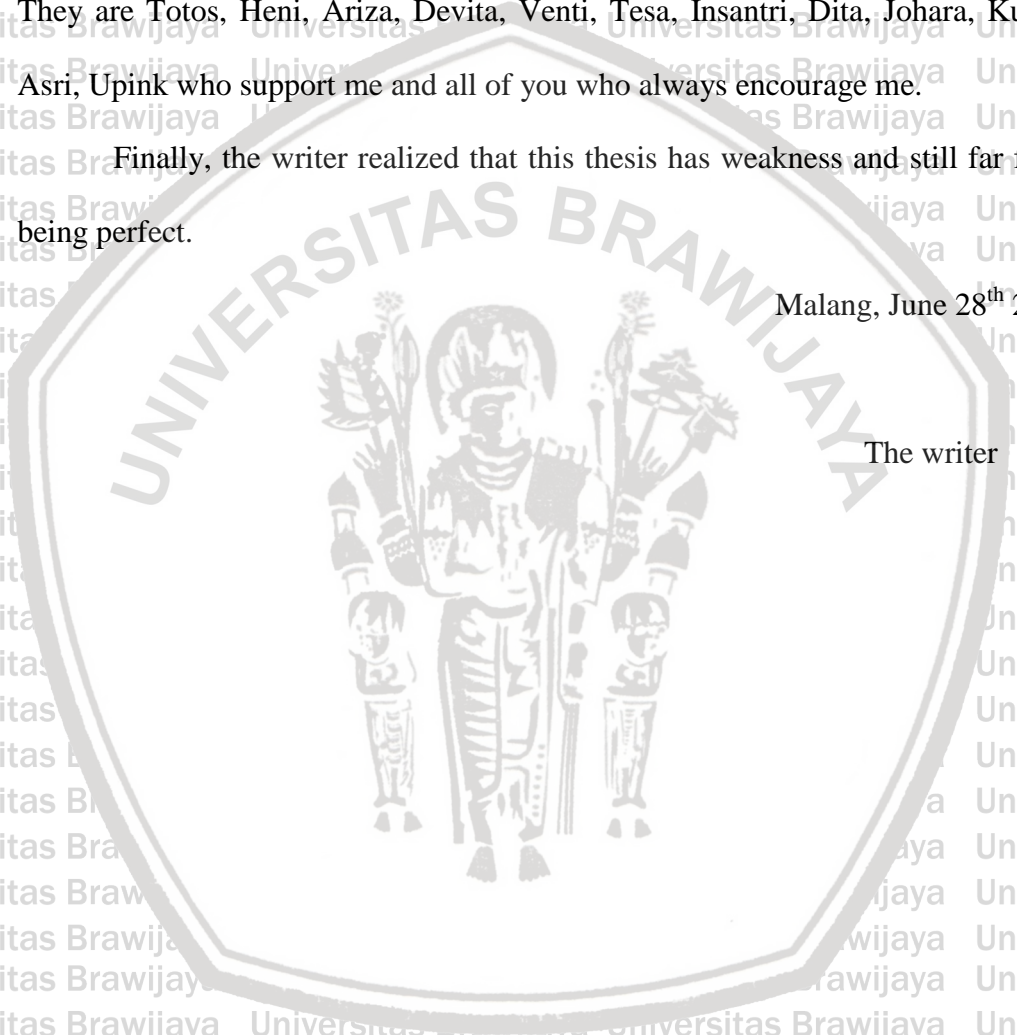 They are Totos, Heni, Ariza, Devita, Venti, Tesa, Insantri, Dita, Johara,
Asri, Upink who support me and all of you who always encourage me.
Finally, the writer realized that this thesis has weakness and still far
being perfect.
Malang, June 28th
The writer
UNIVERSITAS BRAWIJAYA